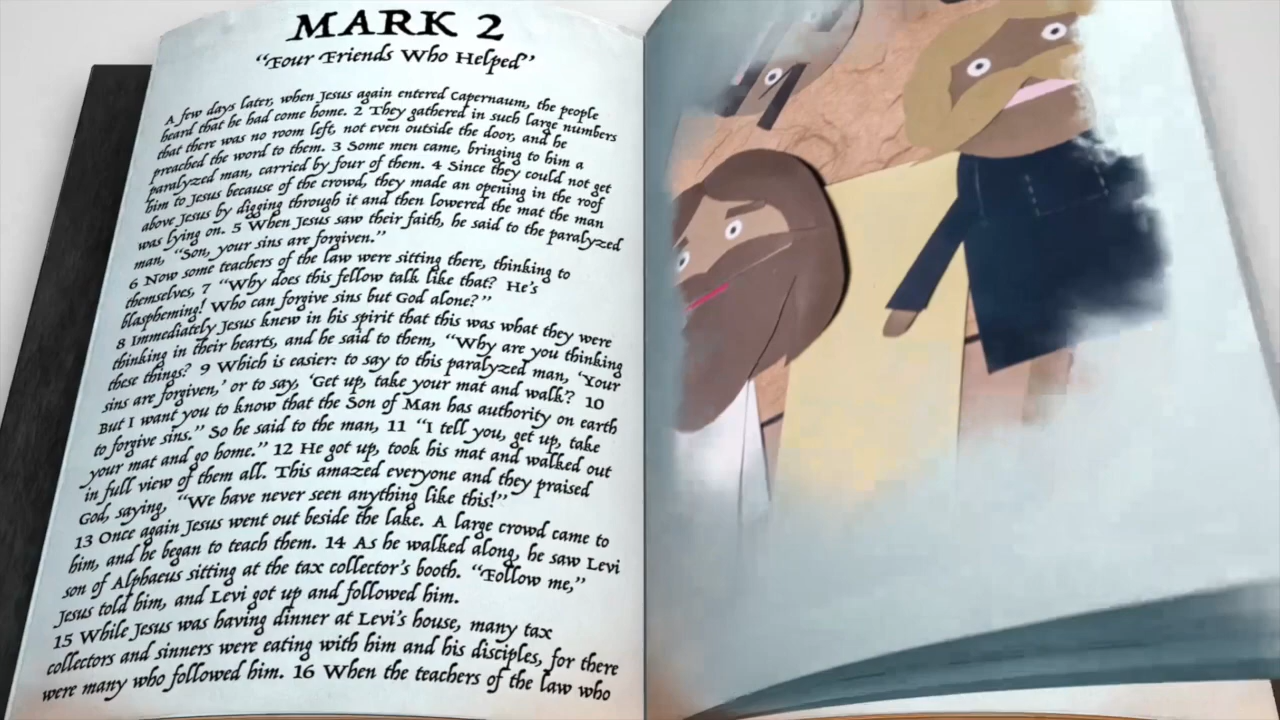 MARK 2
“Four Friends Who Helped”
A few days later, when Jesus again entered Capernaum, the people
heard that he had come home. 2 They gathered in such large numbers
that there was no room left, not even outside the door, and he
preached the word to them. 3 Some men came, bringing to him a
paralyzed man, carried by four of them. 4 Since they could not get
him to Jesus because of the crowd, they made an opening in the roof
above Jesus by digging through it and then lowered the mat the man
was lying on. 5 When Jesus saw their faith, he said to the paralyzed
man, “Son, your sins are forgiven.”
6 Now some teachers of the law were sitting there, thinking to
themselves, 7 “Why does this fellow talk like that? He’s
blaspheming! Who can forgive sins but God alone?”
8 Immediately Jesus knew in his spirit that this was what they were
thinking in their hearts, and he said to them, “Why are you thinking
these things? 9 Which is easier: to say to this paralyzed man, ‘Your
sins are forgiven,’ or to say, ‘Get up, take your mat and walk? 10
But I want you to know that the Son of Man has authority on earth
to forgive sins.” So he said to the man, 11 “I tell you, get up, take
your mat and go home.” 12 He got up, took his mat and walked out
in full view of them all. This amazed everyone and they praised
God, saying, “We have never seen anything like this!”
13 Once again Jesus went out beside the lake. A large crowd came to
him, and he began to teach them. 14 As he walked along, he saw Levi
son of Alphaeus sitting at the tax collector’s booth. “Follow me,”
Jesus told him, and Levi got up and followed him.
15 While Jesus was having dinner at Levi’s house, many tax
collectors and sinners were eating with him and his disciples, for there
were many who followed him. 16 When the teachers of the law who